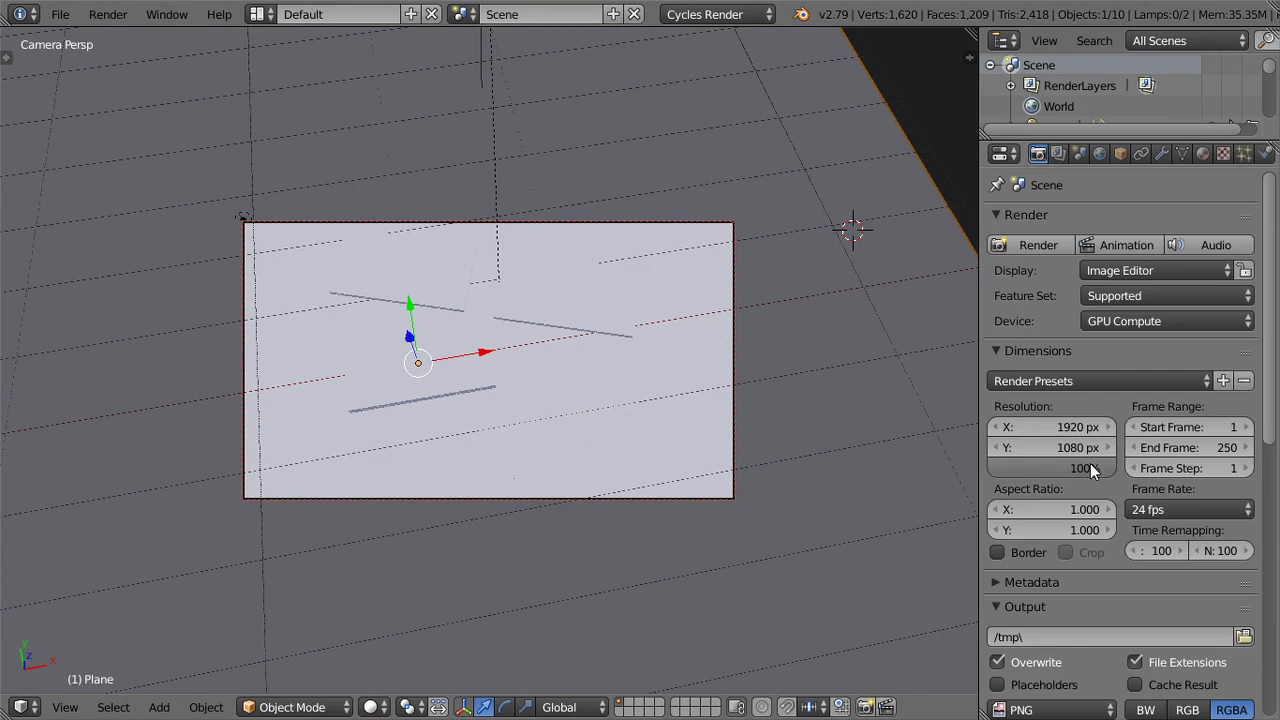 File Render Window Help Default Scene Cycles Render v2.79 | Verts:1,620 | Faces:1,209 | Tris:2,418 | Objects:1/10 | Lamps:0/2 | Mem:35.35M |
Camera Persp
View Search All Scenes
Scene
RenderLayers
World
Scene
Render
Render Animation Audio
Display: Image Editor
Feature Set: Supported
Device: GPU Compute
Dimensions
Render Presets
Resolution: Frame Range:
X: 1920 px Start Frame: 1
Y: 1080 px End Frame: 250
100% Frame Step: 1
Aspect Ratio: Frame Rate:
X: 1.000 24 fps
Y: 1.000 Time Remapping:
Border Crop : 100 N: 100
Metadata
Output
/tmp\
Overwrite File Extensions
Placeholders Cache Result
PNG BW RGB RGBA
y
z
x
(1) Plane
View Select Add Object Object Mode Global